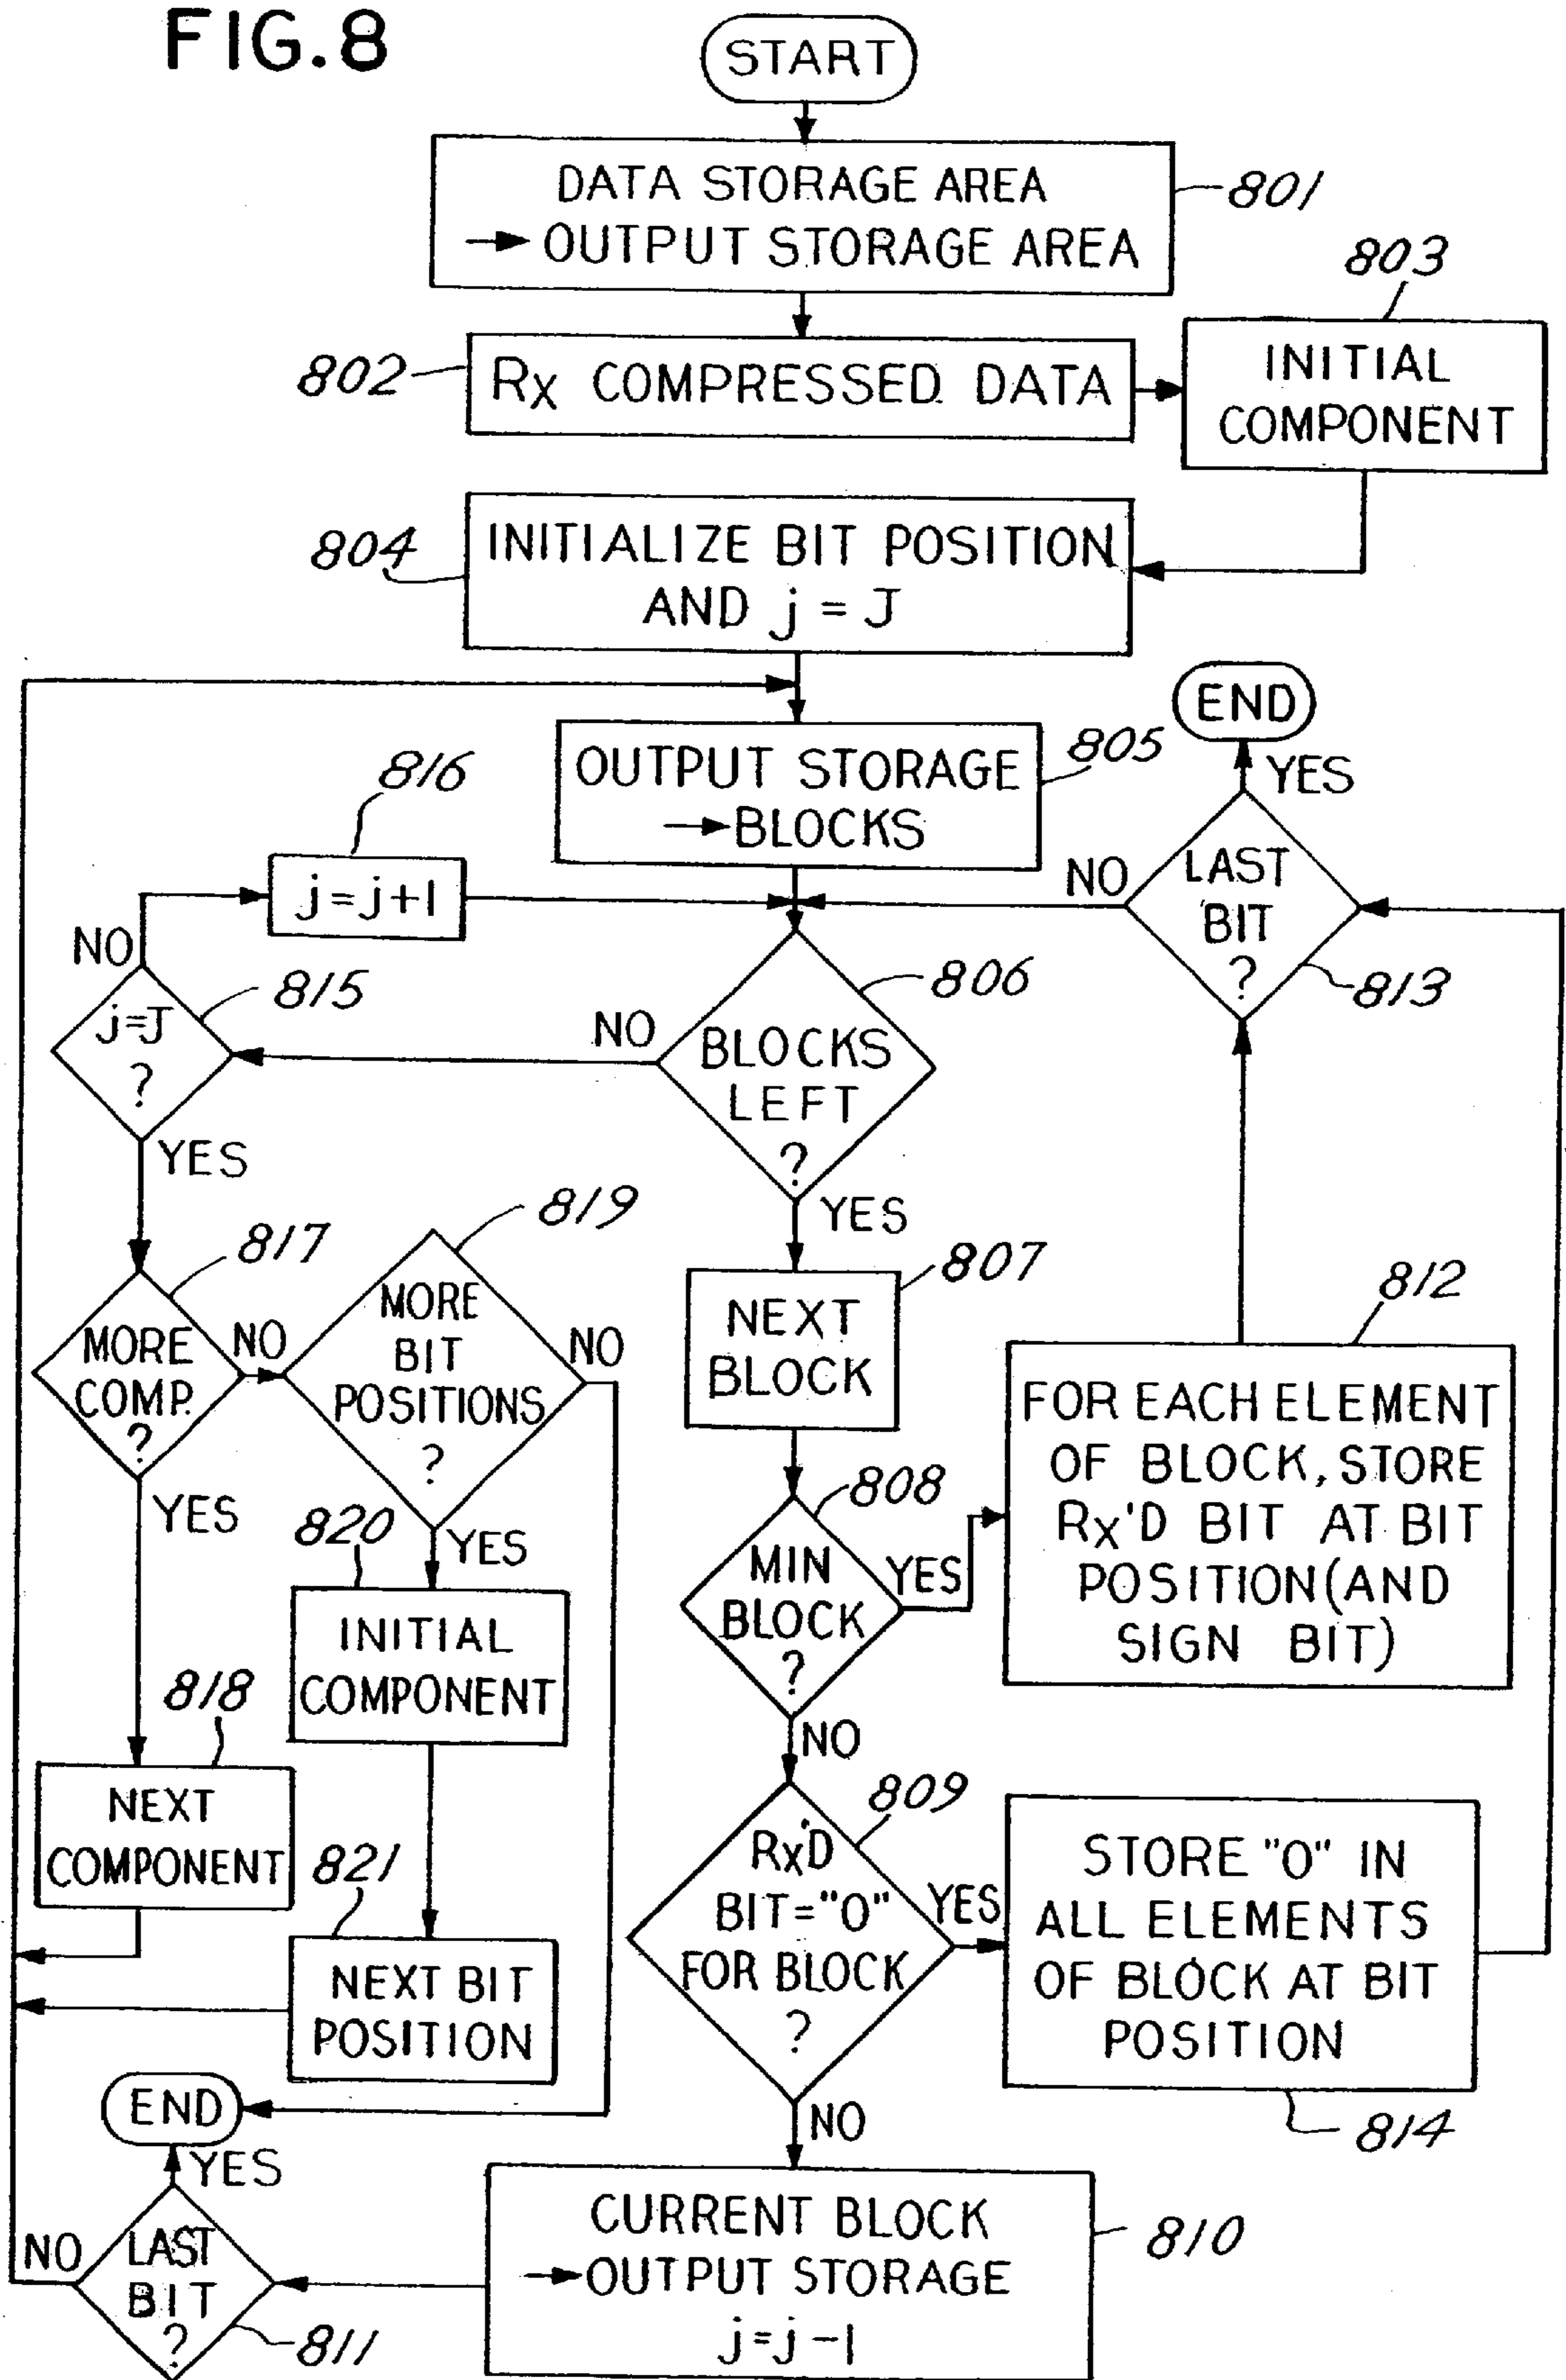 FIG. 8
START
DATA STORAGE AREA
→ OUTPUT STORAGE AREA
801
802
Rx COMPRESSED DATA
803
INITIAL
COMPONENT
804
INITIALIZE BIT POSITION
AND j = J
END
YES
OUTPUT STORAGE
→ BLOCKS
805
816
j=j+1
NO
LAST
BIT
?
813
NO
j=J
?
815
NO
BLOCKS
LEFT
?
806
YES
YES
817
819
807
NEXT
BLOCK
812
MORE
COMP.
?
NO
MORE
BIT
POSITIONS
?
NO
FOR EACH ELEMENT
OF BLOCK, STORE
Rx'D BIT AT BIT
POSITION (AND
SIGN BIT)
YES
820
YES
808
MIN
BLOCK
?
YES
INITIAL
COMPONENT
NO
818
NEXT
COMPONENT
821
NEXT BIT
POSITION
809
Rx'D
BIT="0"
FOR BLOCK
?
YES
STORE "0" IN
ALL ELEMENTS
OF BLOCK AT BIT
POSITION
814
END
NO
YES
NO
LAST
BIT
?
811
CURRENT BLOCK
→ OUTPUT STORAGE
j=j-1
810